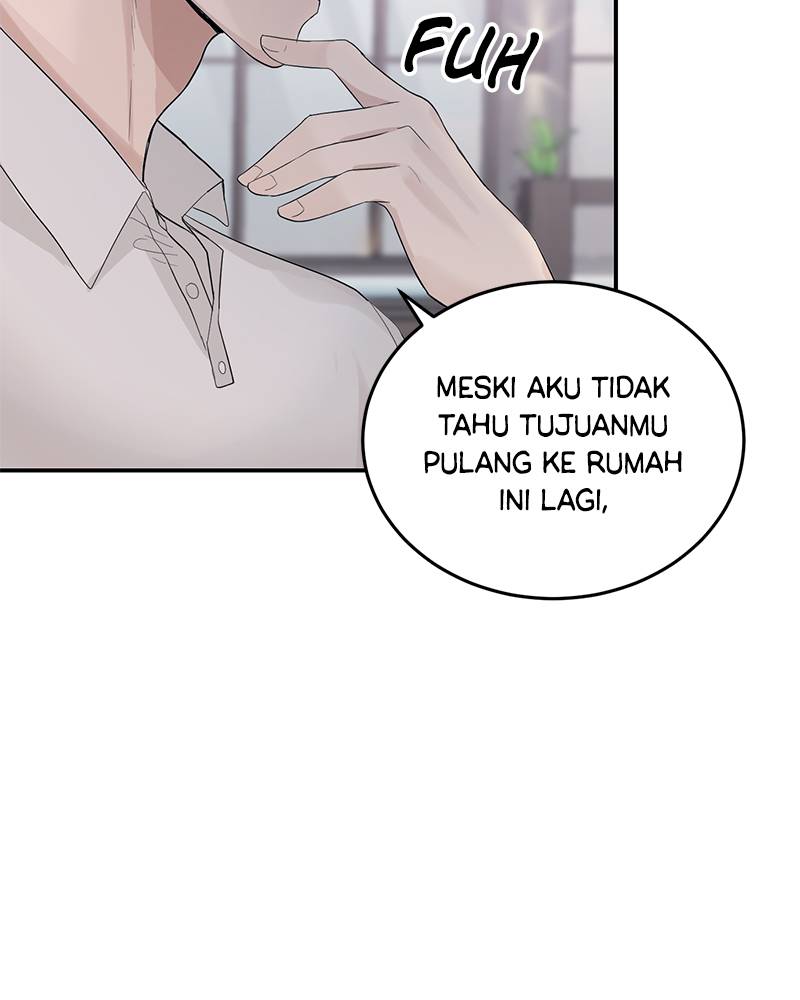 FUH
MESKI AKU TIDAK
TAHU TUJUANMU
PULANG KE RUMAH
INI LAGI,